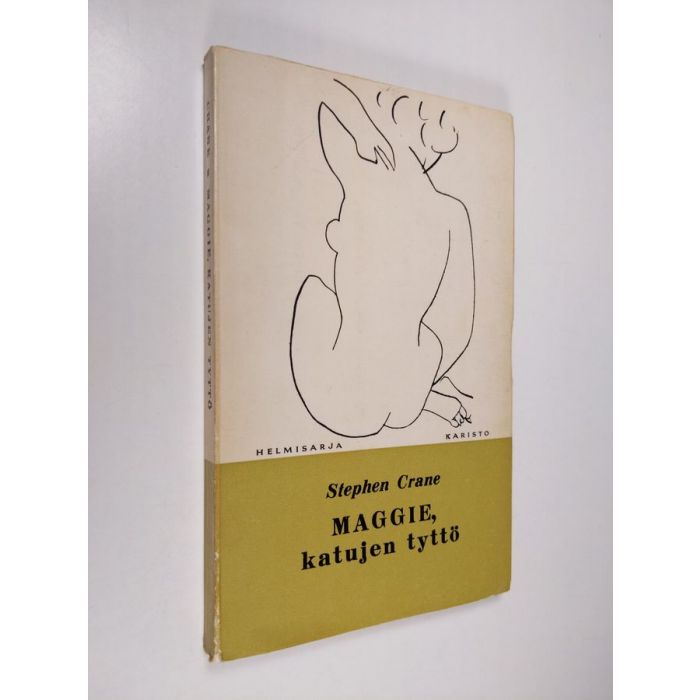 CRANE S. MAGGIE, KATUJEN TYTTÖ
HELMISARJA
KARISTO
Stephen Crane
MAGGIE,
katujen tyttö